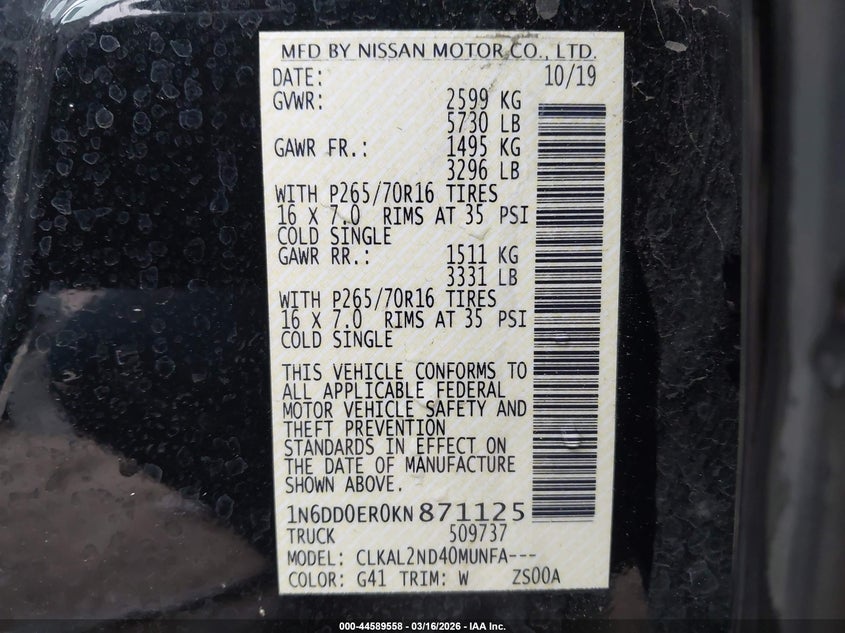 MFD BY NISSAN MOTOR CO., LTD.
DATE: 10/19
GVWR: 2599 KG
5730 LB
GAWR FR.: 1495 KG
3296 LB
WITH P265/70R16 TIRES
16 X 7.0 RIMS AT 35 PSI
COLD SINGLE
GAWR RR.: 1511 KG
3331 LB
WITH P265/70R16 TIRES
16 X 7.0 RIMS AT 35 PSI
COLD SINGLE
THIS VEHICLE CONFORMS TO
ALL APPLICABLE FEDERAL
MOTOR VEHICLE SAFETY AND
THEFT PREVENTION
STANDARDS IN EFFECT ON
THE DATE OF MANUFACTURE
SHOWN ABOVE.
1N6DD0ER0KN871125
TRUCK 509737
MODEL: CLKAL2ND40MUNFA---
COLOR: G41 TRIM: W ZS00A
000-44589558 - 03/16/2026 - IAA Inc.